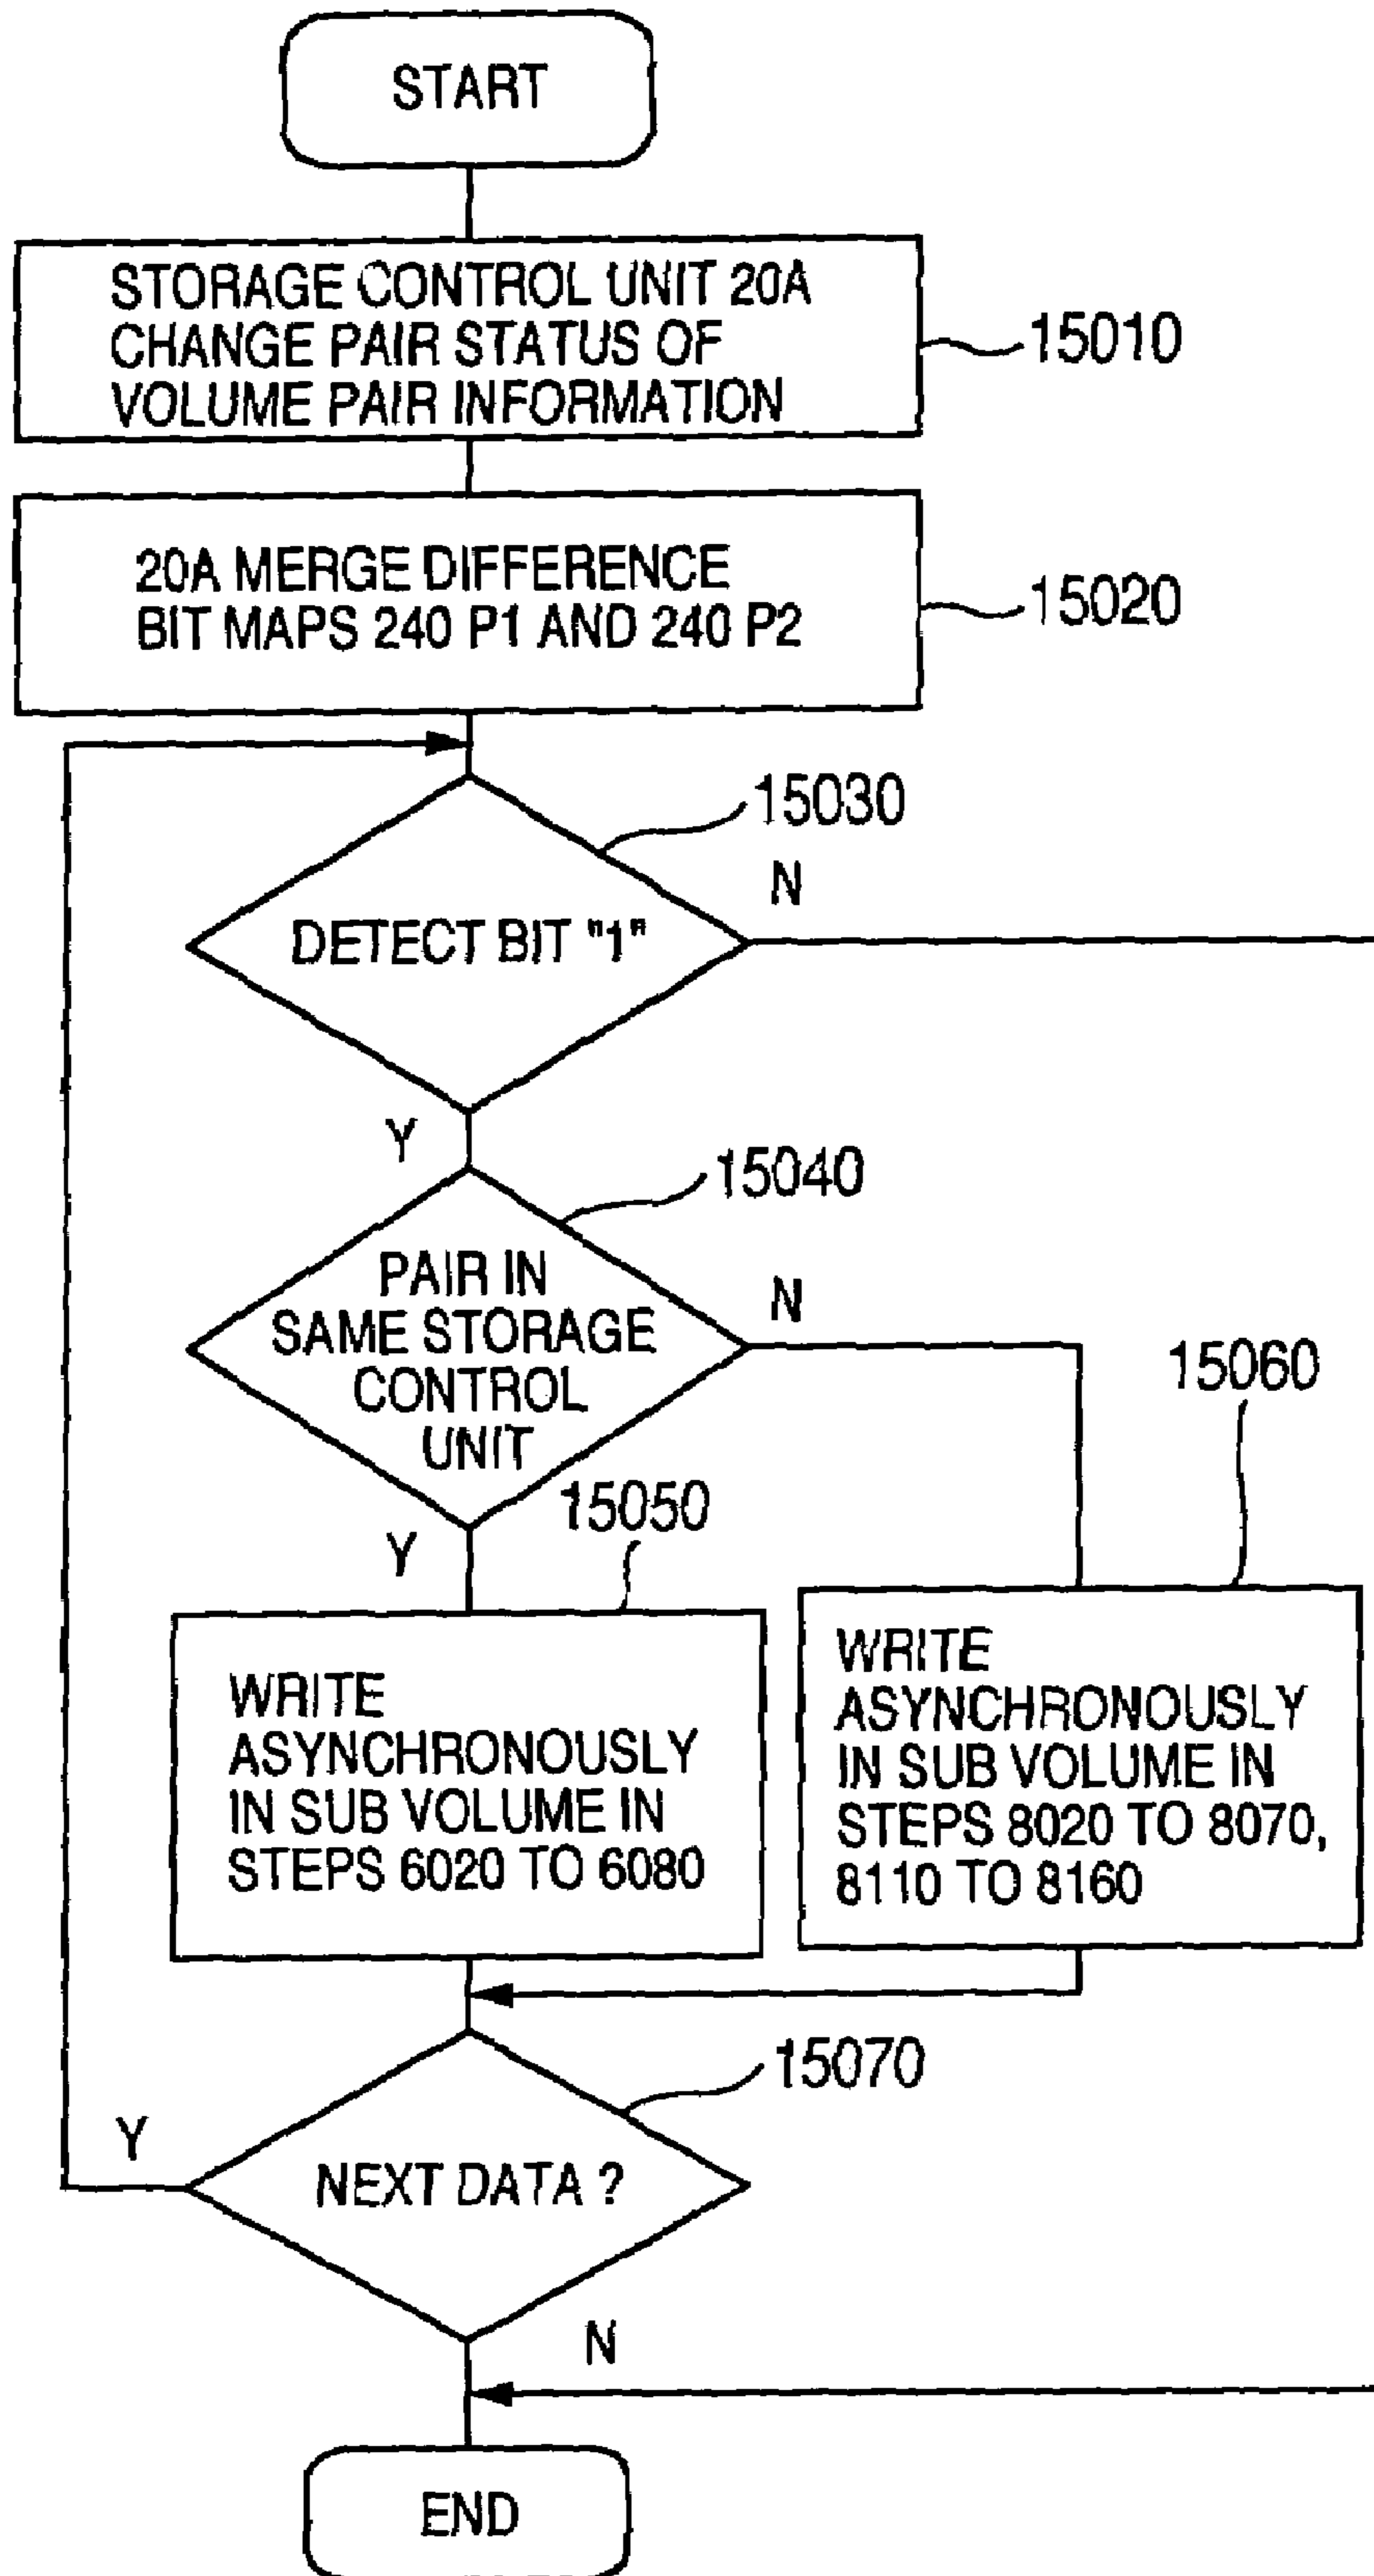 START
STORAGE CONTROL UNIT 20A
CHANGE PAIR STATUS OF
VOLUME PAIR INFORMATION
15010
20A MERGE DIFFERENCE
BIT MAPS 240 P1 AND 240 P2
15020
15030
N
DETECT BIT "1"
Y
15040
PAIR IN
SAME STORAGE
CONTROL
UNIT
N
15060
15050
Y
WRITE
ASYNCHRONOUSLY
IN SUB VOLUME IN
STEPS 6020 TO 6080
WRITE
ASYNCHRONOUSLY
IN SUB VOLUME IN
STEPS 8020 TO 8070,
8110 TO 8160
15070
Y
NEXT DATA ?
N
END